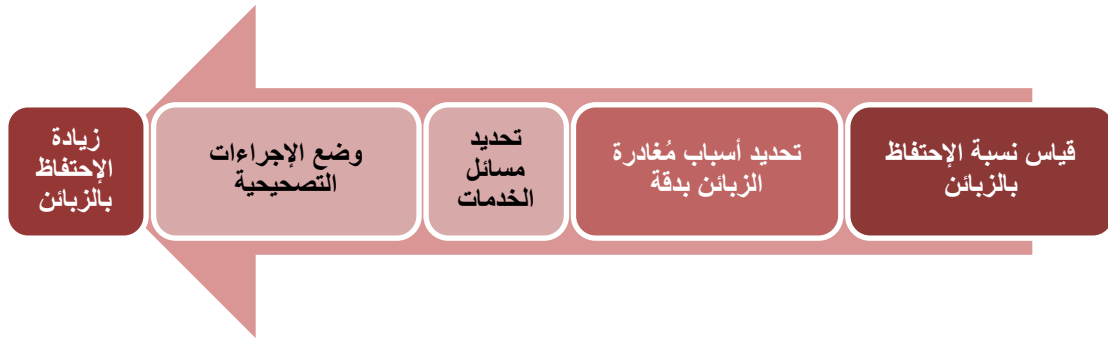 قياس نسبة الإحتفاظ
بالزبائن
تحديد أسباب مُغادرة
الزبائن بدقة
تحديد
مسائل
الخدمات
وضع الإجراءات
التصحيحية
زيادة
الإحتفاظ
بالزبائن